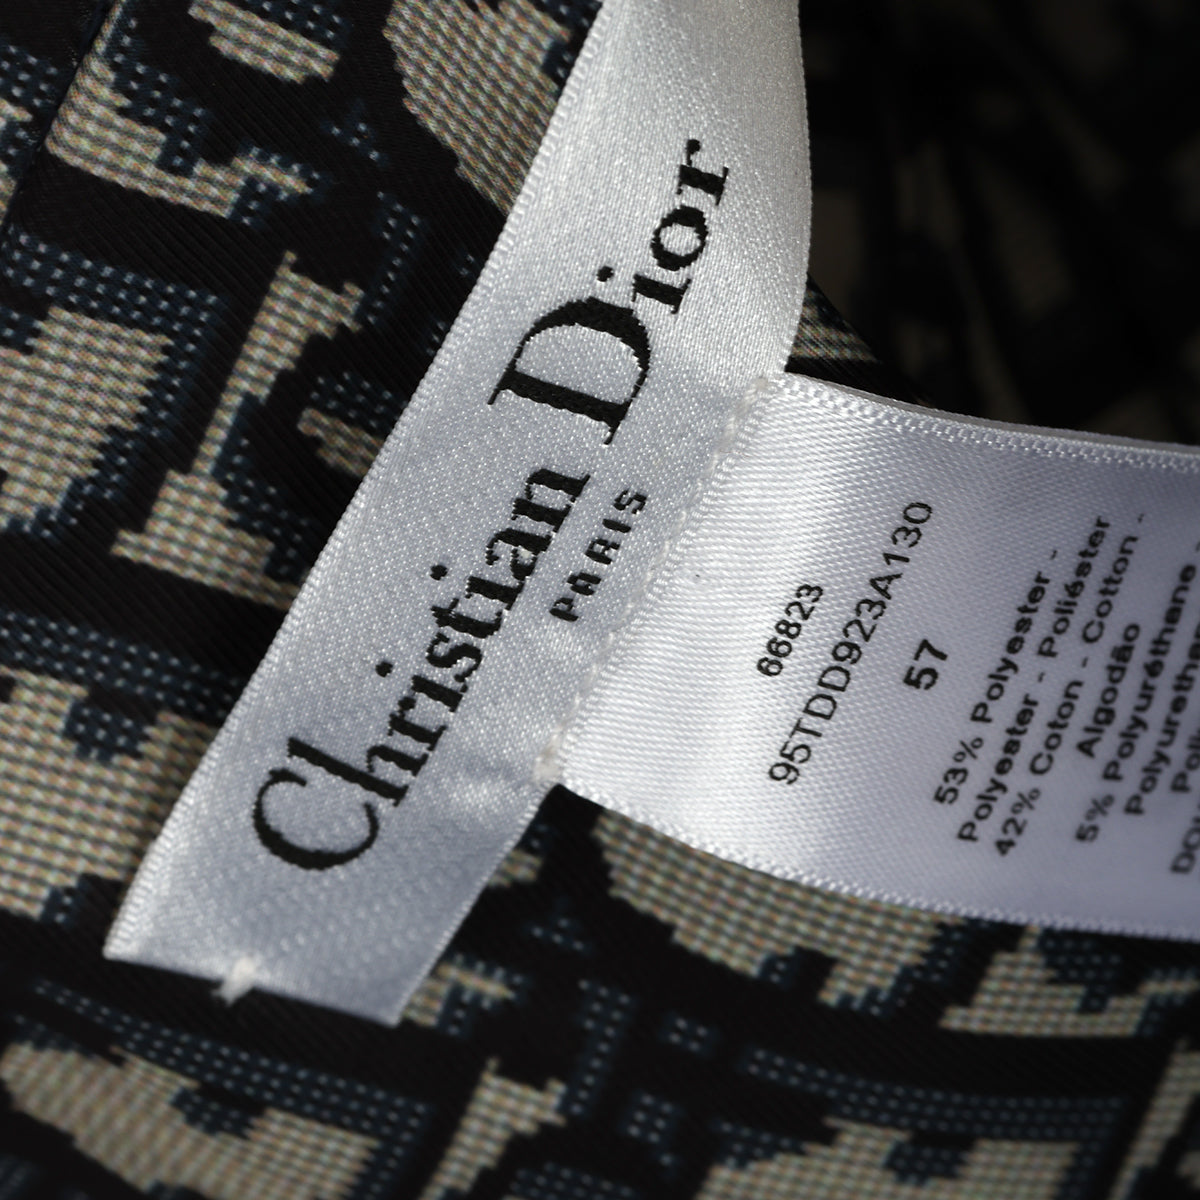 Christian Dior
PARIS
66823
95TDD923A130
57
53% Polyester -
Polyester - Poliéster
42% Coton - Cotton -
Algodão
5% Polyuréthane